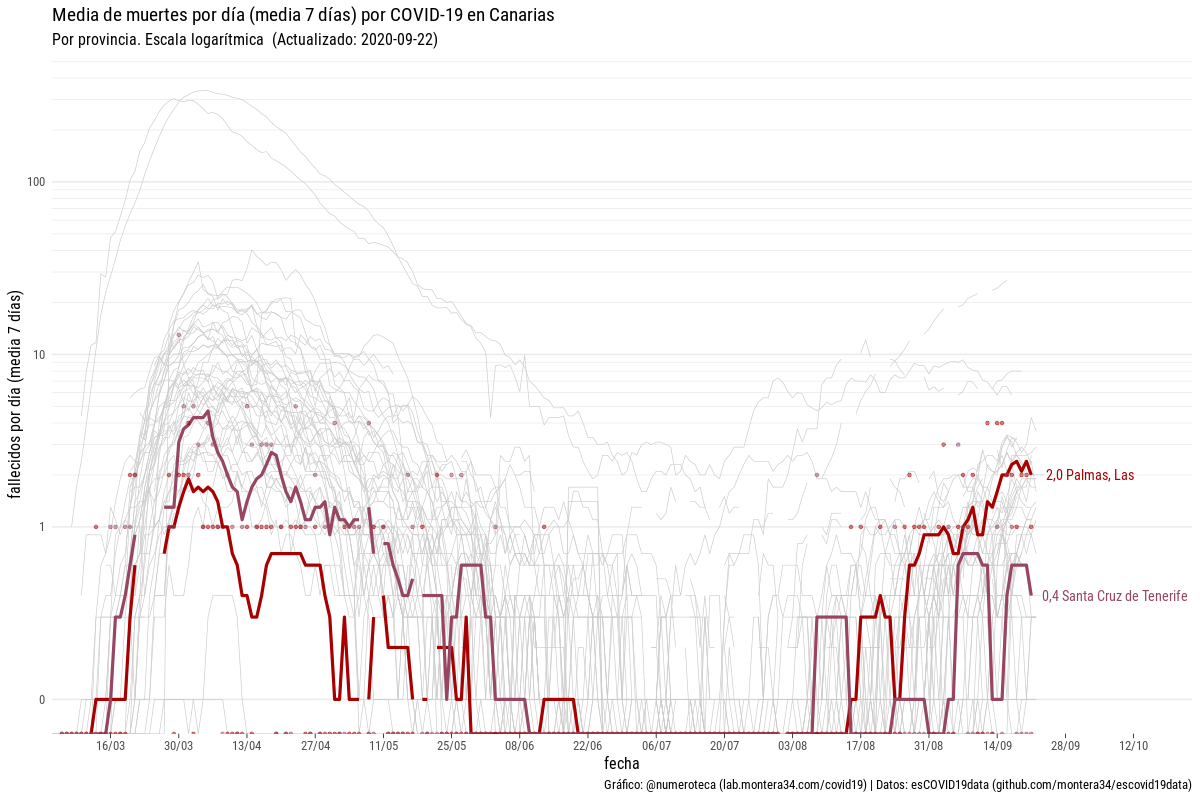 Media de muertes por día (media 7 días) por COVID-19 en Canarias
Por provincia. Escala logarítmica  (Actualizado: 2020-09-22)
fallecidos por día (media 7 días)
100
10
1
0
2,0 Palmas, Las
0,4 Santa Cruz de Tenerife
16/03 30/03 13/04 27/04 11/05 25/05 08/06 22/06 06/07 20/07 03/08 17/08 31/08 14/09 28/09 12/10
fecha
Gráfico: @numeroteca (lab.montera34.com/covid19) | Datos: esCOVID19data (github.com/montera34/escovid19data)